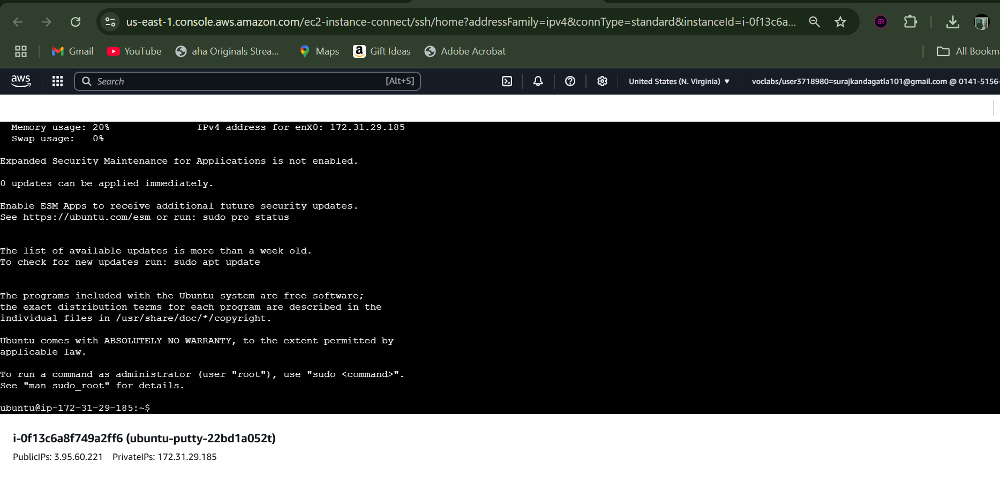 us-east-1.console.aws.amazon.com/ec2-instance-connect/ssh/home?addressFamily=ipv4&connType=standard&instanceId=i-0f13c6a...
Gmail
YouTube
aha Originals Strea...
Maps
Gift Ideas
Adobe Acrobat
All Bookm
aws
Search
[Alt+S]
United States (N. Virginia)
voclabs/user3718980=surajkandagatla101@gmail.com @ 0141-5156-
Memory usage: 20% IPv4 address for enX0: 172.31.29.185
Swap usage: 0%
Expanded Security Maintenance for Applications is not enabled.
0 updates can be applied immediately.
Enable ESM Apps to receive additional future security updates.
See https://ubuntu.com/esm or run: sudo pro status
The list of available updates is more than a week old.
To check for new updates run: sudo apt update
The programs included with the Ubuntu system are free software;
the exact distribution terms for each program are described in the
individual files in /usr/share/doc/*/copyright.
Ubuntu comes with ABSOLUTELY NO WARRANTY, to the extent permitted by
applicable law.
To run a command as administrator (user "root"), use "sudo <command>".
See "man sudo_root" for details.
ubuntu@ip-172-31-29-185:~$
i-0f13c6a8f749a2ff6 (ubuntu-putty-22bd1a052t)
PublicIPs: 3.95.60.221 PrivateIPs: 172.31.29.185